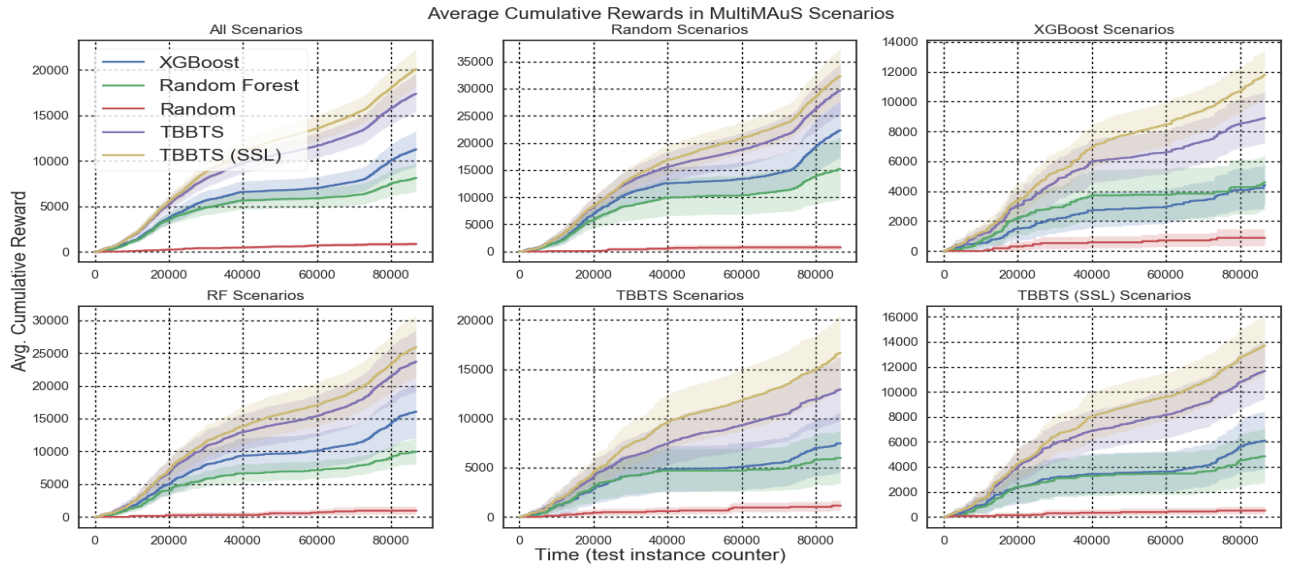 Average Cumulative Rewards in MultiMAuS Scenarios
All Scenarios
Random Scenarios
XGBoost Scenarios
XGBoost
Random Forest
Random
TBBTS
TBBTS (SSL)
20000
15000
10000
5000
0
0 20000 40000 60000 80000
35000
30000
25000
20000
15000
10000
5000
0
0 20000 40000 60000 80000
14000
12000
10000
8000
6000
4000
2000
0
0 20000 40000 60000 80000
Avg. Cumulative Reward
RF Scenarios
TBBTS Scenarios
TBBTS (SSL) Scenarios
30000
25000
20000
15000
10000
5000
0
0 20000 40000 60000 80000
20000
15000
10000
5000
0
0 20000 40000 60000 80000
16000
14000
12000
10000
8000
6000
4000
2000
0
0 20000 40000 60000 80000
Time (test instance counter)